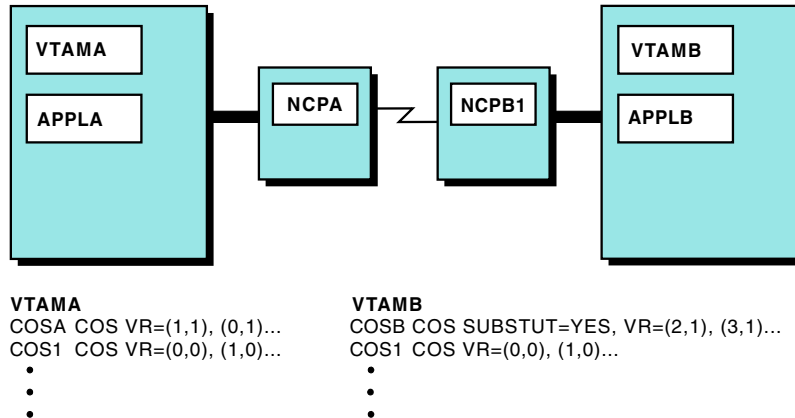 VTAMA
APPLA
NCPA
NCPB1
VTAMB
APPLB
VTAMA
COSA COS VR=(1,1), (0,1)...
COS1 COS VR=(0,0), (1,0)...
VTAMB
COSB COS SUBSTUT=YES, VR=(2,1), (3,1)...
COS1 COS VR=(0,0), (1,0)...